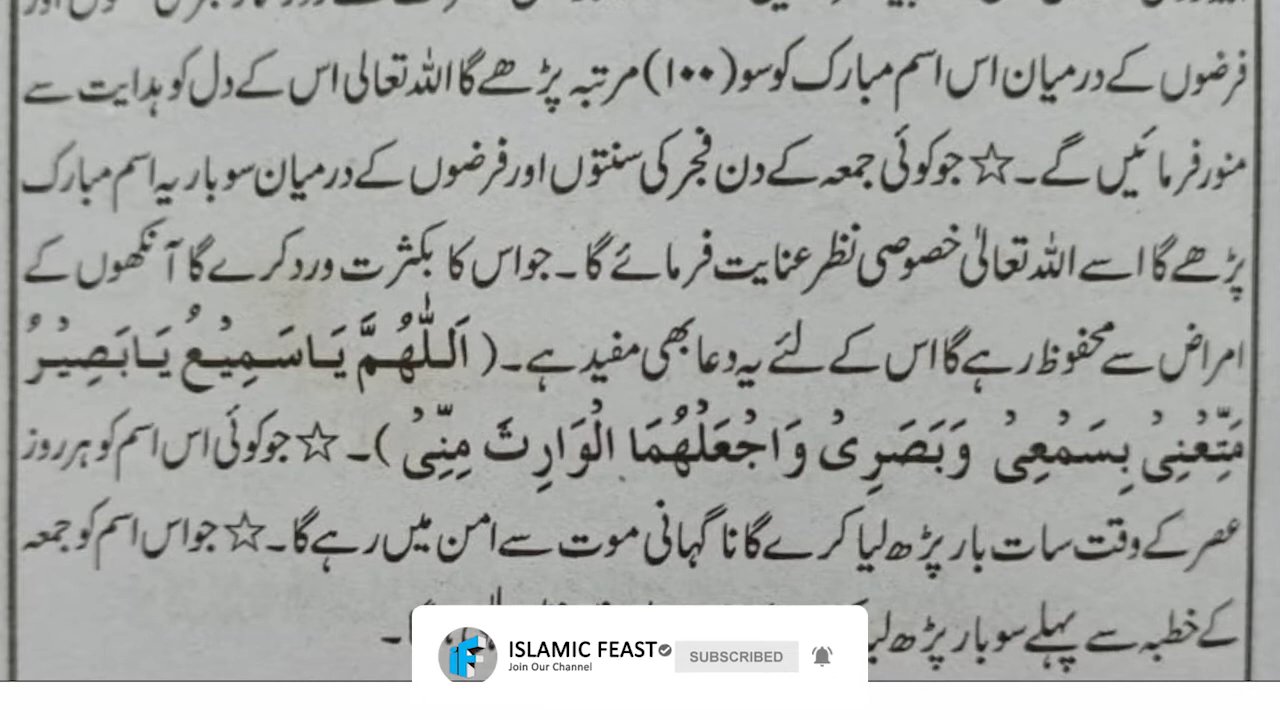 فرضوں کے درمیان اس اسم مبارک کو سو (۱۰۰) مرتبہ پڑھے گا اللہ تعالی اس کے دل کو ہدایت سے
منور فرمائیں گے۔ ☆ جو کوئی جمعہ کے دن فجر کی سنتوں اور فرضوں کے درمیان سو بار یہ اسم مبارک
پڑھے گا اسے اللہ تعالیٰ خصوصی نظر عنایت فرمائے گا۔ جو اس کا بکثرت ورد کرے گا آنکھوں کے
امراض سے محفوظ رہے گا اس کے لئے یہ دعا بھی مفید ہے۔ (اَللّٰهُمَّ يَاسَمِيْعُ يَابَصِيْرُ
مَتِّعْنِيْ بِسَمْعِيْ وَبَصَرِيْ وَاجْعَلْهُمَا الْوَارِثَ مِنِّيْ)۔ ☆ جو کوئی اس اسم کو ہر روز
عصر کے وقت سات بار پڑھ لیا کرے گا ناگہانی موت سے امن میں رہے گا۔ ☆ جو اس اسم کو جمعہ
کے خطبہ سے پہلے سو بار پڑھ
ISLAMIC FEAST
Join Our Channel
SUBSCRIBED